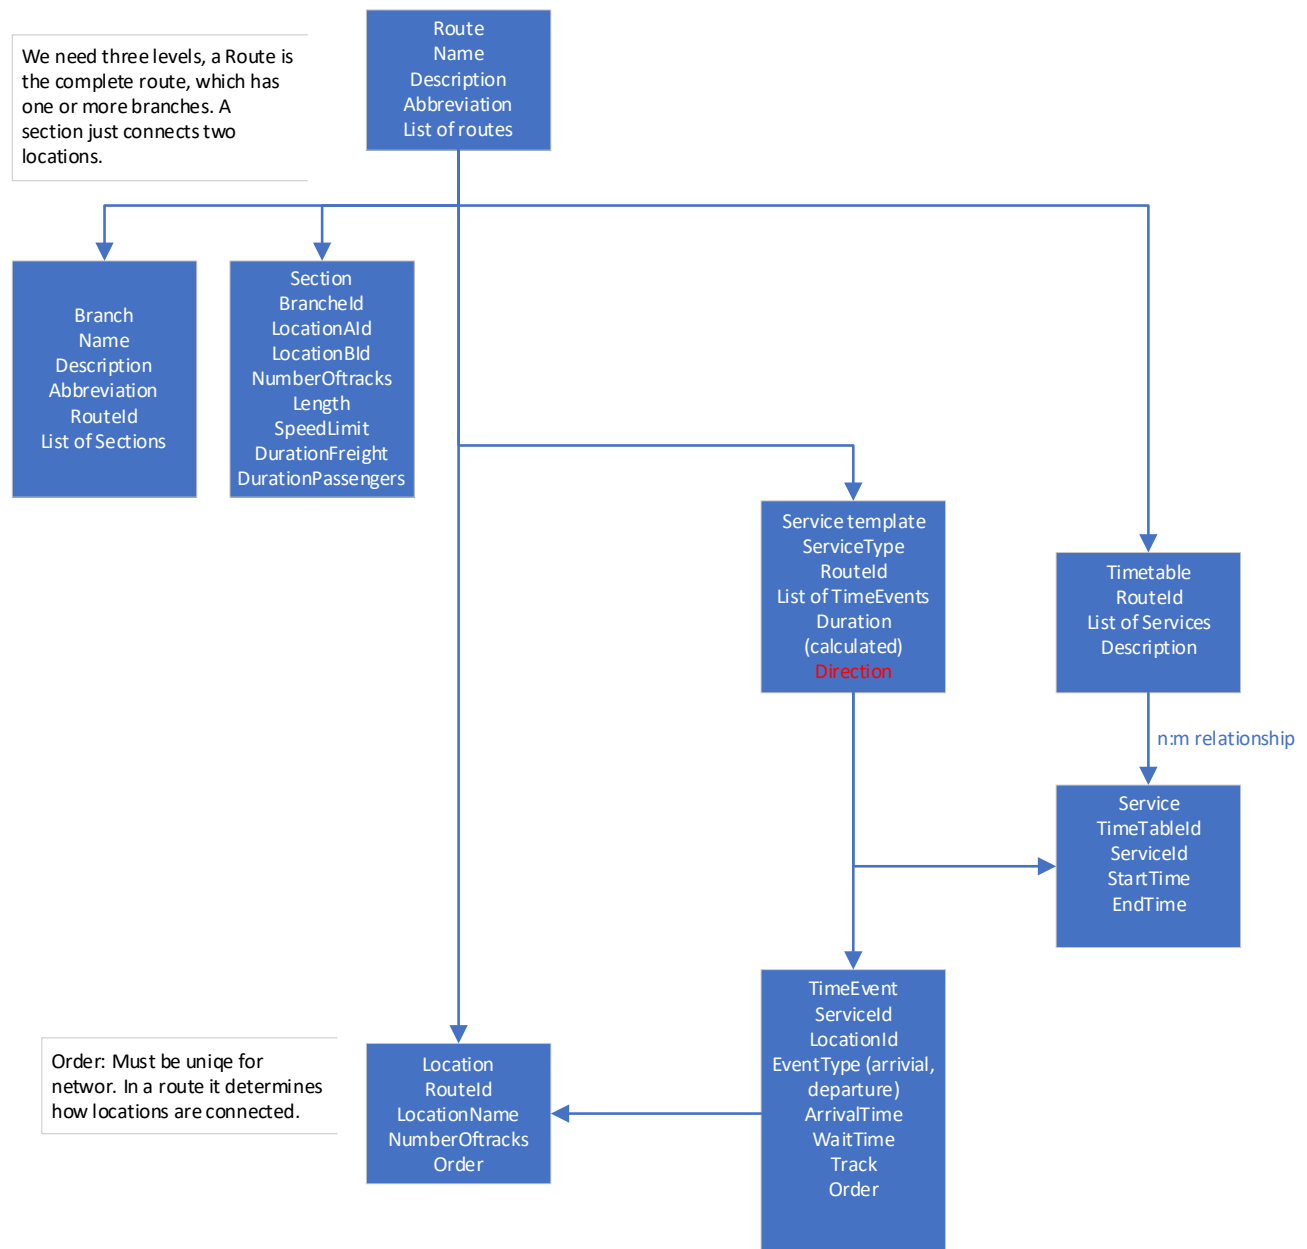 We need three levels, a Route is
the complete route, which has
one or more branches. A
section just connects two
locations.
Route
Name
Description
Abbreviation
List of routes
Branch
Name
Description
Abbreviation
RouteId
List of Sections
Section
BrancheId
LocationAId
LocationBId
NumberOftracks
Length
SpeedLimit
DurationFreight
DurationPassengers
Service template
ServiceType
RouteId
List of TimeEvents
Duration
(calculated)
Direction
Timetable
RouteId
List of Services
Description
n:m relationship
Service
TimeTableId
ServiceId
StartTime
EndTime
TimeEvent
ServiceId
LocationId
EventType (arrivial,
departure)
ArrivalTime
WaitTime
Track
Order
Location
RouteId
LocationName
NumberOftracks
Order
Order: Must be uniqe for
networ. In a route it determines
how locations are connected.